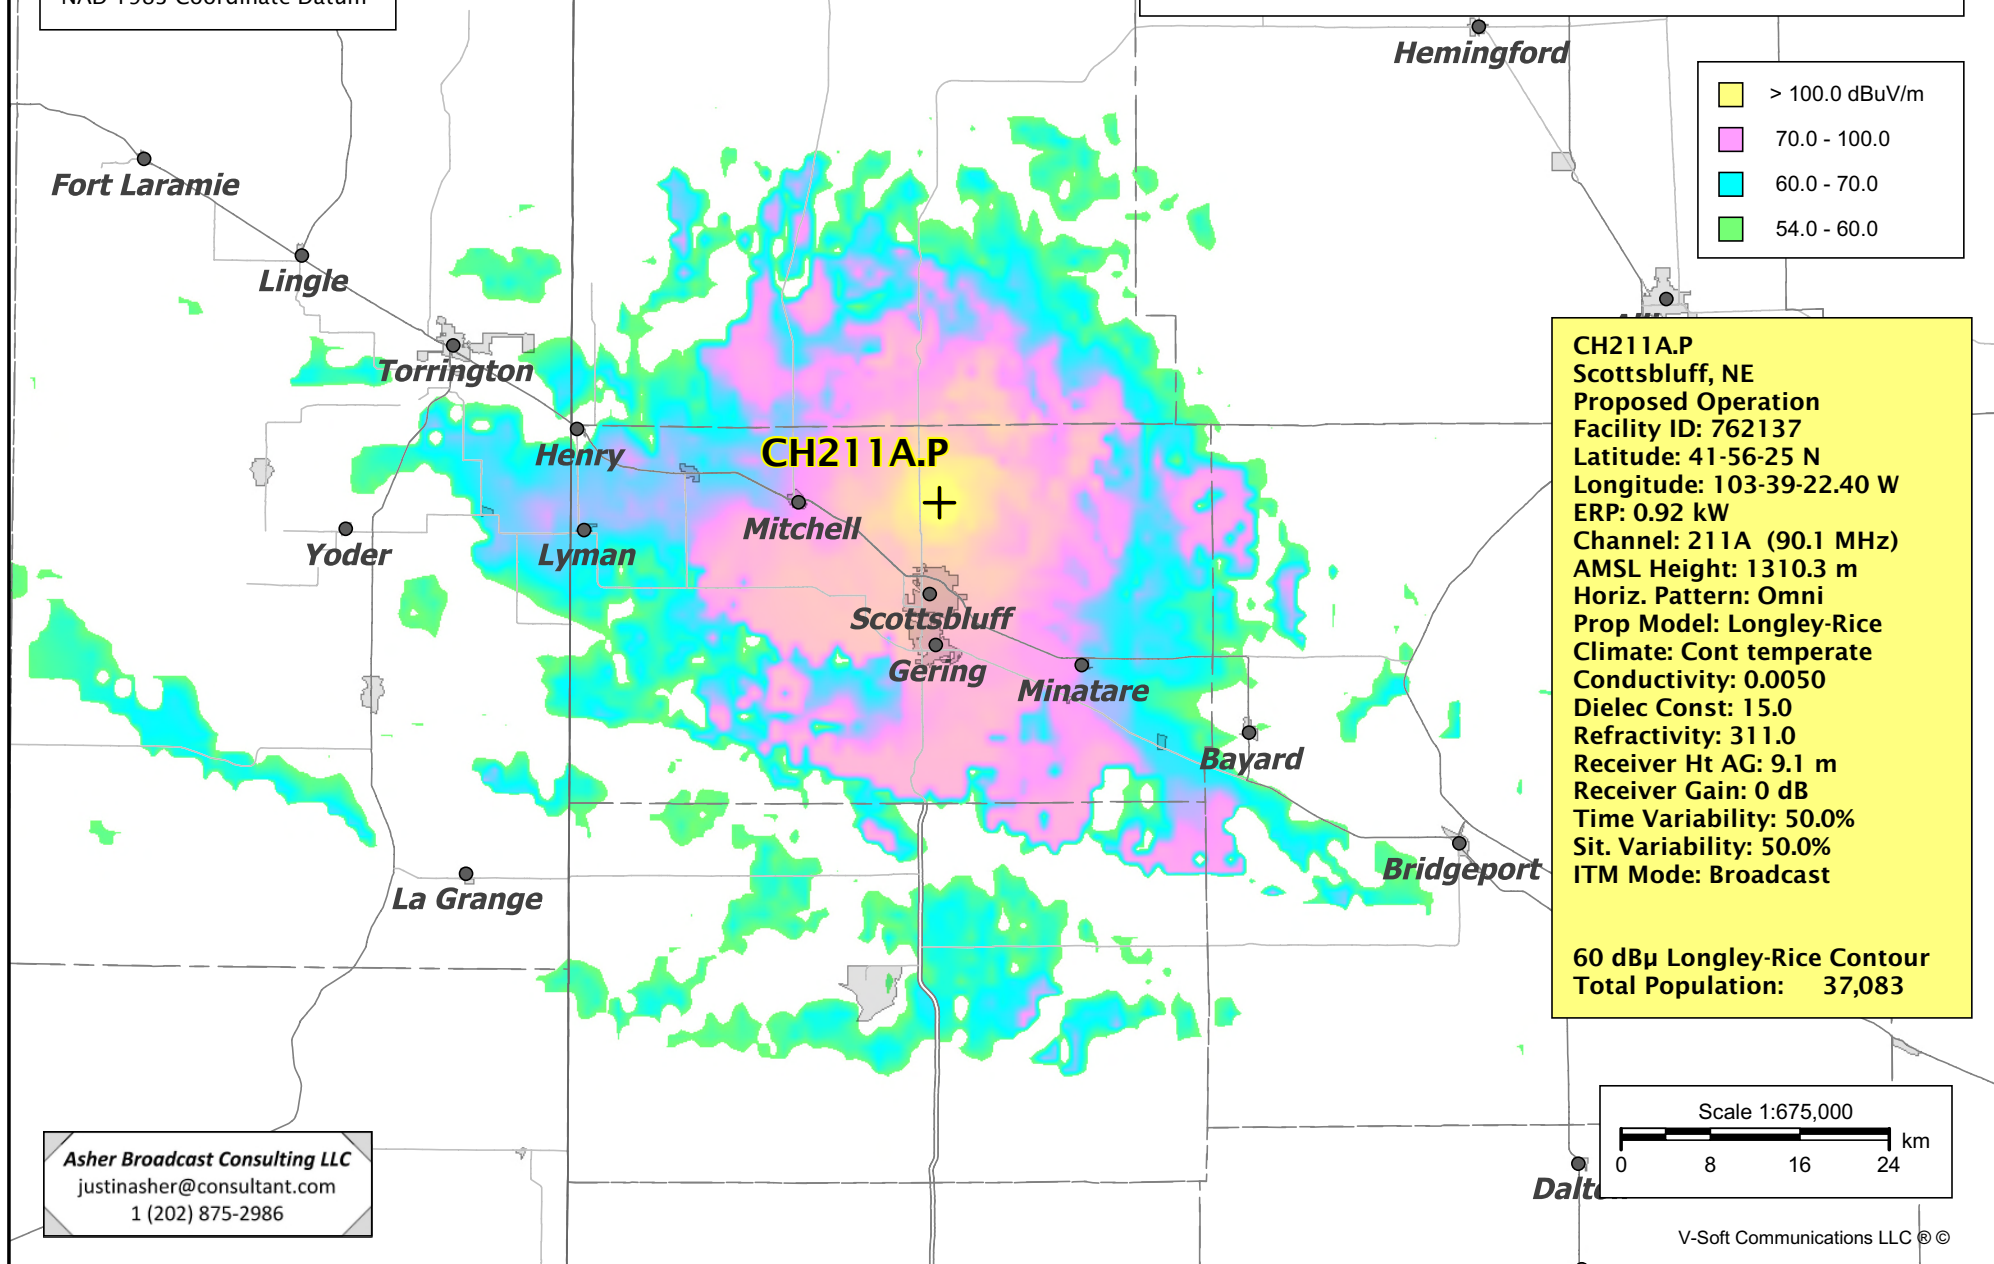 NAD 1983 Coordinate Datum
Hemingford
> 100.0 dBuV/m
70.0 - 100.0
60.0 - 70.0
54.0 - 60.0
Fort Laramie
Lingle
Torrington
Henry
CH211A.P
Mitchell
Yoder
Lyman
Scottsbluff
Gering
Minatare
Bayard
Bridgeport
La Grange
CH211A.P
Scottsbluff, NE
Proposed Operation
Facility ID: 762137
Latitude: 41-56-25 N
Longitude: 103-39-22.40 W
ERP: 0.92 kW
Channel: 211A (90.1 MHz)
AMSL Height: 1310.3 m
Horiz. Pattern: Omni
Prop Model: Longley-Rice
Climate: Cont temperate
Conductivity: 0.0050
Dielec Const: 15.0
Refractivity: 311.0
Receiver Ht AG: 9.1 m
Receiver Gain: 0 dB
Time Variability: 50.0%
Sit. Variability: 50.0%
ITM Mode: Broadcast
60 dBµ Longley-Rice Contour
Total Population: 37,083
Scale 1:675,000
km
0 8 16 24
Asher Broadcast Consulting LLC
justinasher@consultant.com
1 (202) 875-2986
V-Soft Communications LLC ® ©